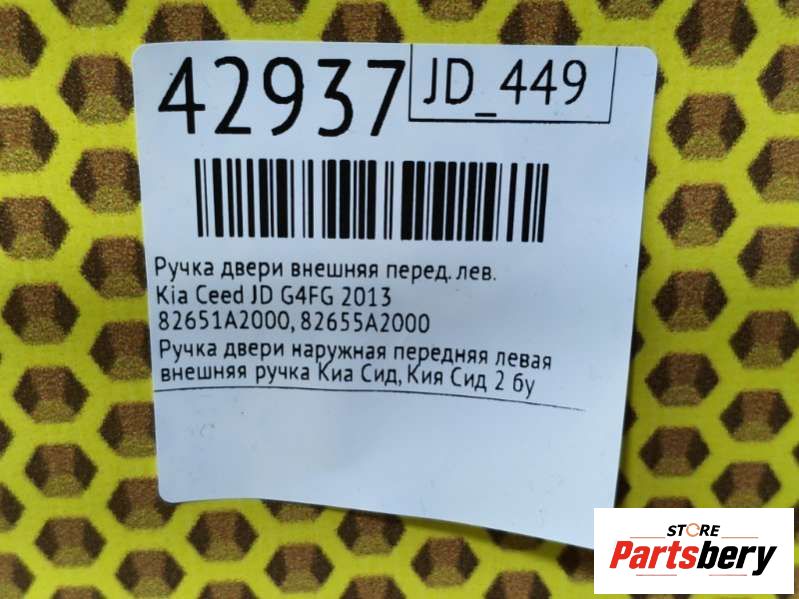 42937
JD_449
Ручка двери внешняя перед. лев.
Kia Ceed JD G4FG 2013
82651A2000, 82655A2000
Ручка двери наружная передняя левая
внешняя ручка Киа Сид, Кия Сид 2 бу
STORE
Partsbery